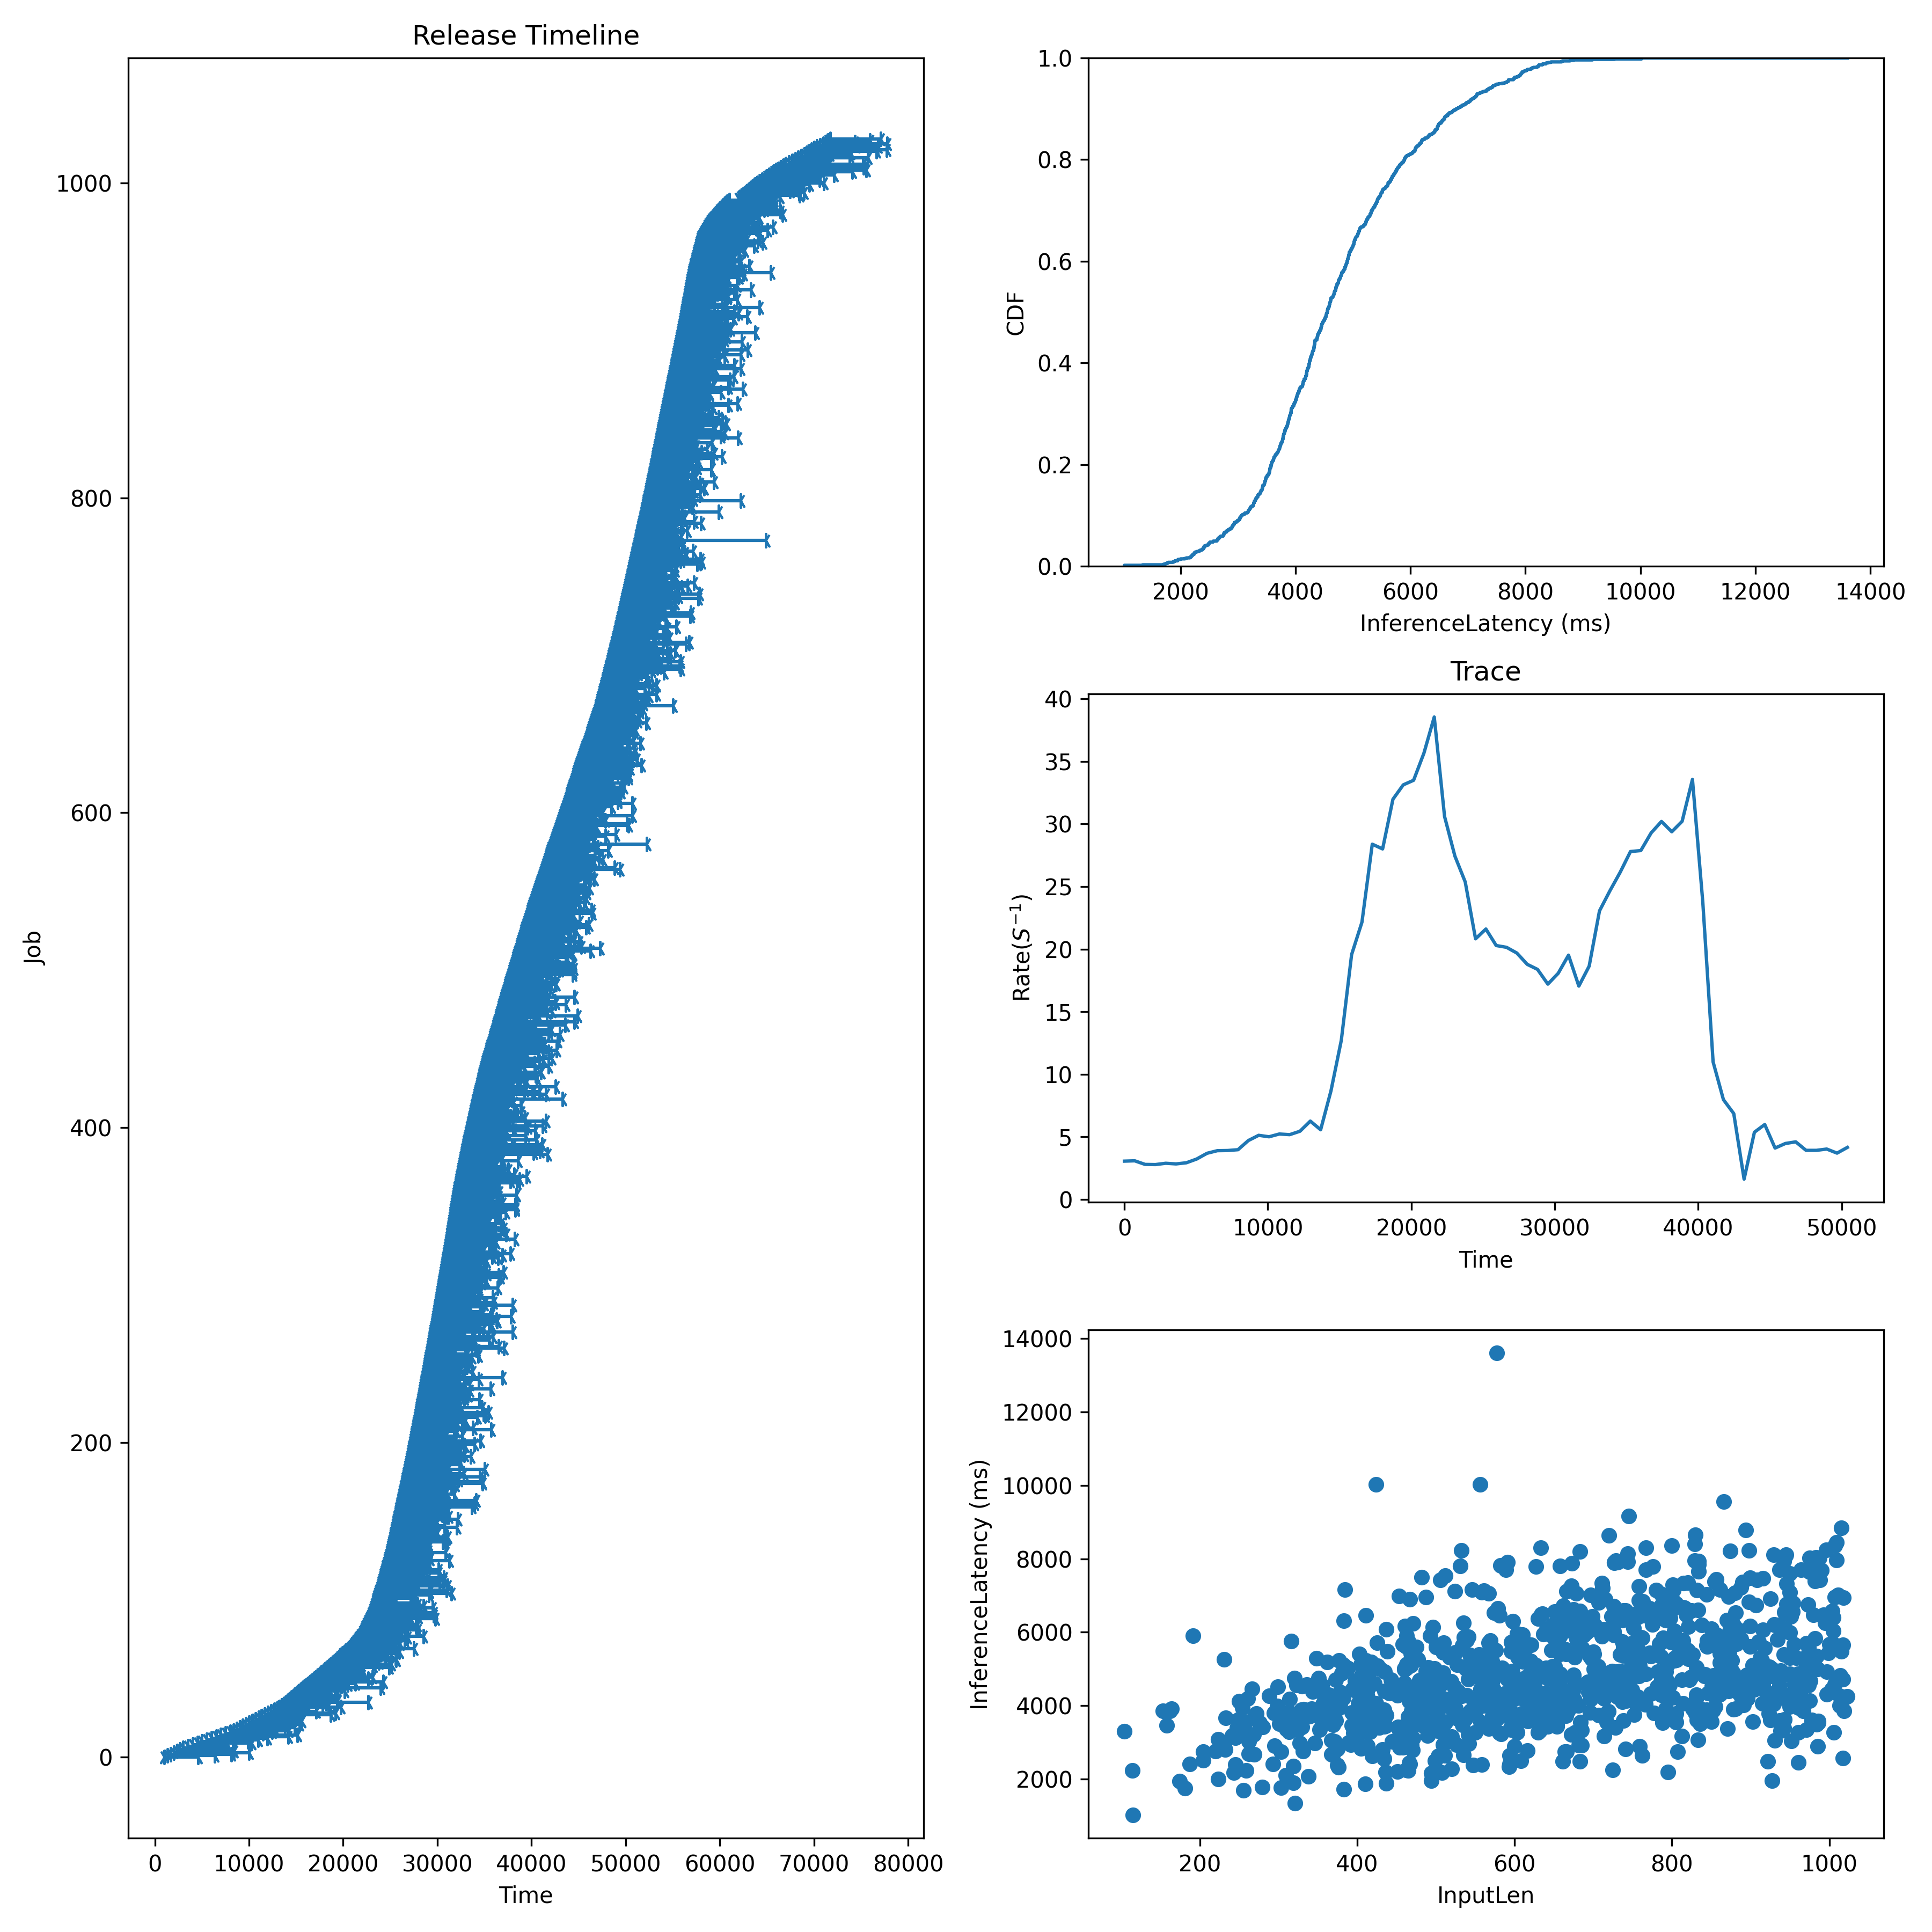 Release Timeline
Job
1000
800
600
400
200
0
0 10000 20000 30000 40000 50000 60000 70000 80000
Time
CDF
1.0
0.8
0.6
0.4
0.2
0.0
2000 4000 6000 8000 10000 12000 14000
InferenceLatency (ms)
Trace
Rate(S⁻¹)
40
35
30
25
20
15
10
5
0
0 10000 20000 30000 40000 50000
Time
InferenceLatency (ms)
14000
12000
10000
8000
6000
4000
2000
200 400 600 800 1000
InputLen